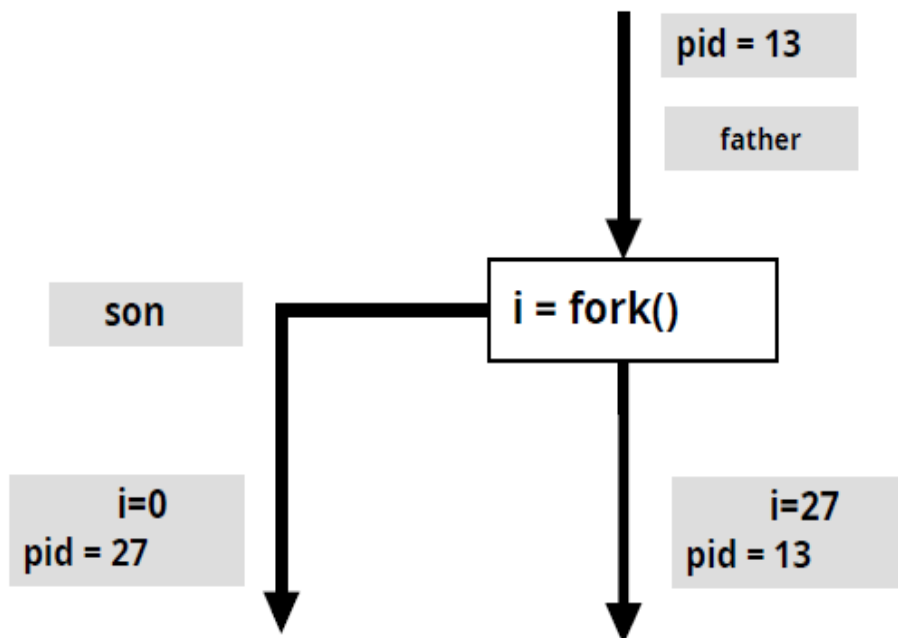 pid = 13
father
i = fork()
son
i=0
pid = 27
i=27
pid = 13